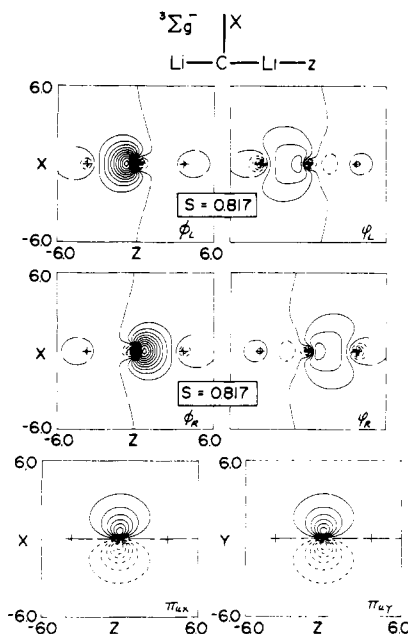 ³Σg⁻ X
Li—C—Li—z
6.0
X
-6.0
S = 0.817
-6.0 Z ϕL 6.0 φL
6.0
X
-6.0
S = 0.817
-6.0 Z ϕR 6.0 φR
6.0 6.0
X Y
-6.0 -6.0
-6.0 Z πux 6.0 -6.0 Z πuY 6.0